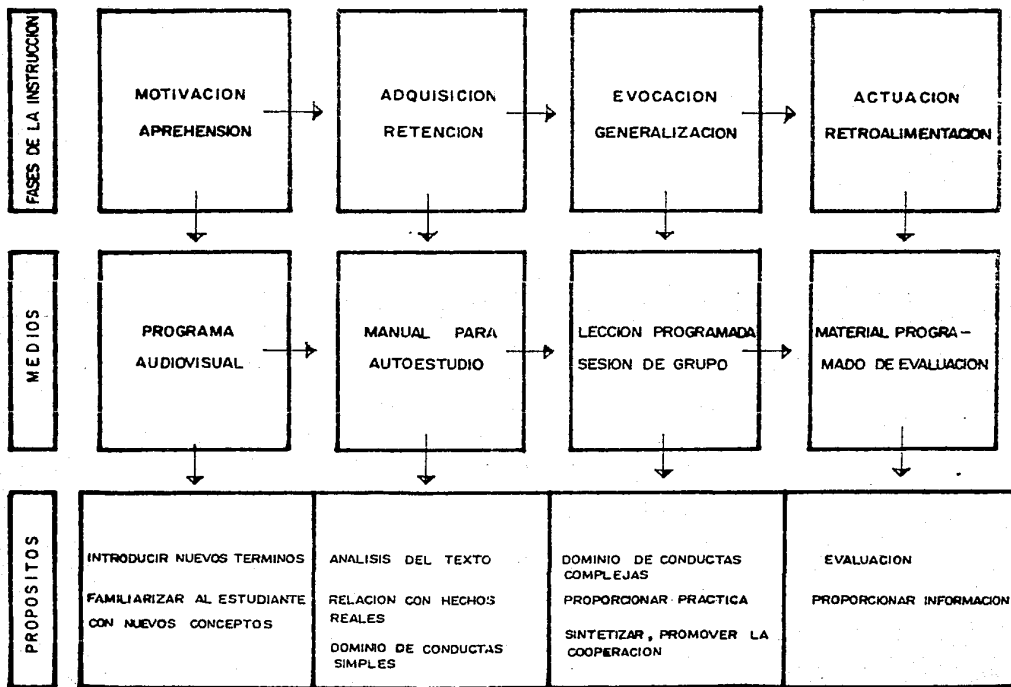 FASES DE LA INSTRUCCION
MOTIVACION
APREHENSION
ADQUISICION
RETENCION
EVOCACION
GENERALIZACION
ACTUACION
RETROALIMENTACION
MEDIOS
PROGRAMA
AUDIOVISUAL
MANUAL PARA
AUTOESTUDIO
LECCION PROGRAMADA
SESION DE GRUPO
MATERIAL PROGRA-
MADO DE EVALUACION
PROPOSITOS
INTRODUCIR NUEVOS TERMINOS
FAMILIARIZAR AL ESTUDIANTE
CON NUEVOS CONCEPTOS
ANALISIS DEL TEXTO
RELACION CON HECHOS
REALES
DOMINIO DE CONDUCTAS
SIMPLES
DOMINIO DE CONDUCTAS
COMPLEJAS
PROPORCIONAR PRACTICA
SINTETIZAR, PROMOVER LA
COOPERACION
EVALUACION
PROPORCIONAR INFORMACION